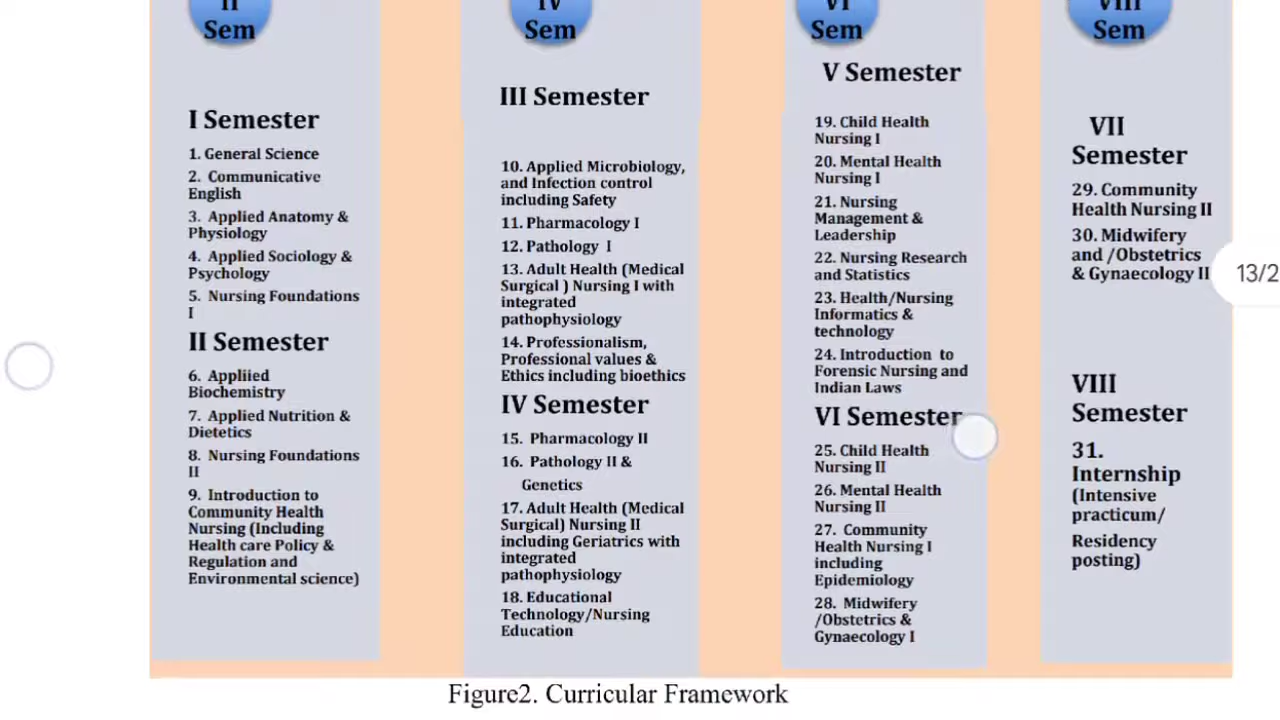 II
Sem
I Semester
1. General Science
2. Communicative
English
3. Applied Anatomy &
Physiology
4. Applied Sociology &
Psychology
5. Nursing Foundations
I
II Semester
6. Appliied
Biochemistry
7. Applied Nutrition &
Dietetics
8. Nursing Foundations
II
9. Introduction to
Community Health
Nursing (Including
Health care Policy &
Regulation and
Environmental science)
IV
Sem
III Semester
10. Applied Microbiology,
and Infection control
including Safety
11. Pharmacology I
12. Pathology I
13. Adult Health (Medical
Surgical ) Nursing I with
integrated
pathophysiology
14. Professionalism,
Professional values &
Ethics including bioethics
IV Semester
15. Pharmacology II
16. Pathology II &
Genetics
17. Adult Health (Medical
Surgical) Nursing II
including Geriatrics with
integrated
pathophysiology
18. Educational
Technology/Nursing
Education
VI
Sem
V Semester
19. Child Health
Nursing I
20. Mental Health
Nursing I
21. Nursing
Management &
Leadership
22. Nursing Research
and Statistics
23. Health/Nursing
Informatics &
technology
24. Introduction to
Forensic Nursing and
Indian Laws
VI Semester
25. Child Health
Nursing II
26. Mental Health
Nursing II
27. Community
Health Nursing I
including
Epidemiology
28. Midwifery
/Obstetrics &
Gynaecology I
VIII
Sem
VII
Semester
29. Community
Health Nursing II
30. Midwifery
and /Obstetrics
& Gynaecology II
VIII
Semester
31.
Internship
(Intensive
practicum/
Residency
posting)
13/2
Figure2. Curricular Framework